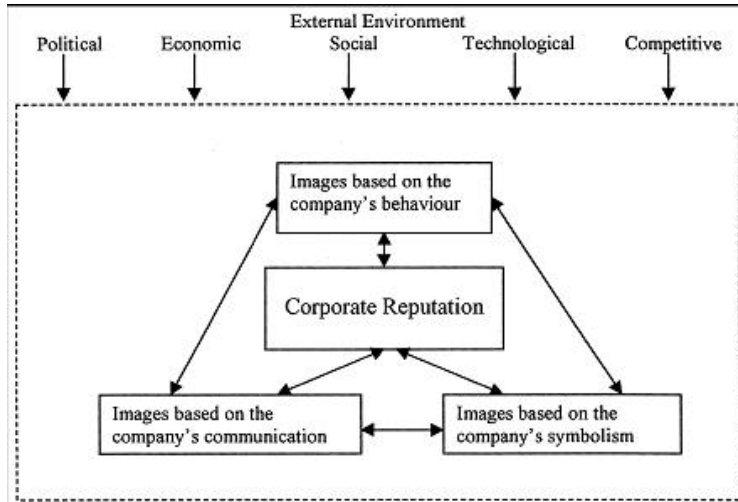 External Environment
Political Economic Social Technological Competitive
Images based on the
company's behaviour
Corporate Reputation
Images based on the
company's communication
Images based on the
company's symbolism